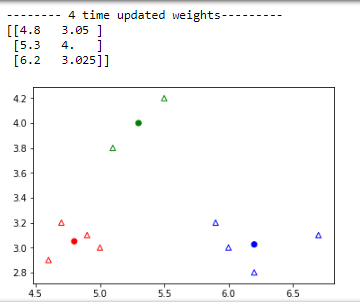 -------- 4 time updated weights---------
[[4.8 3.05 ]
[5.3 4. ]
[6.2 3.025]]
4.2
4.0
3.8
3.6
3.4
3.2
3.0
2.8
4.5 5.0 5.5 6.0 6.5